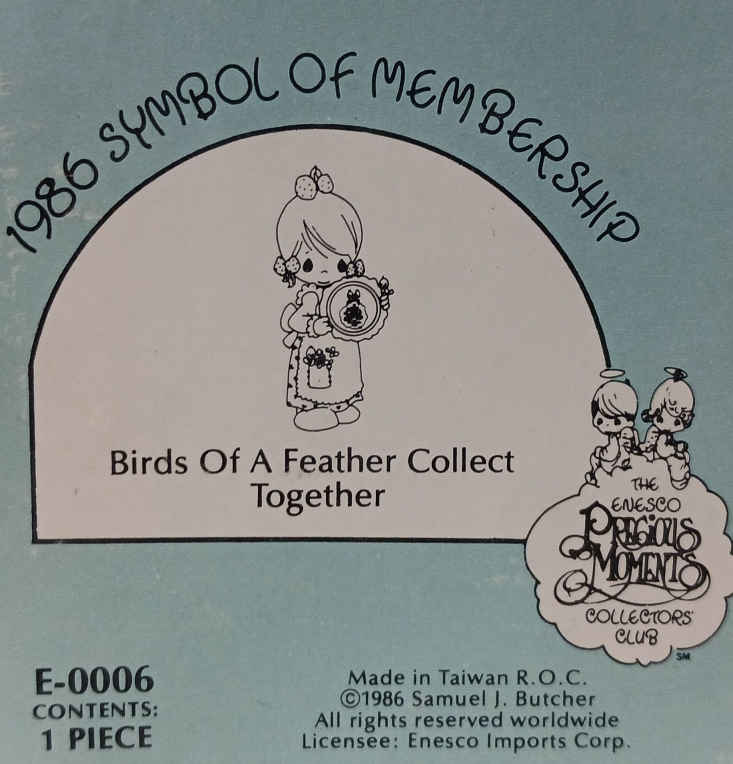 1986 SYMBOL OF MEMBERSHIP
Birds Of A Feather Collect
Together
THE
ENESCO
PRECIOUS
MOMENTS
COLLECTORS'
CLUB
SM
E-0006
CONTENTS:
1 PIECE
Made in Taiwan R.O.C.
©1986 Samuel J. Butcher
All rights reserved worldwide
Licensee: Enesco Imports Corp.